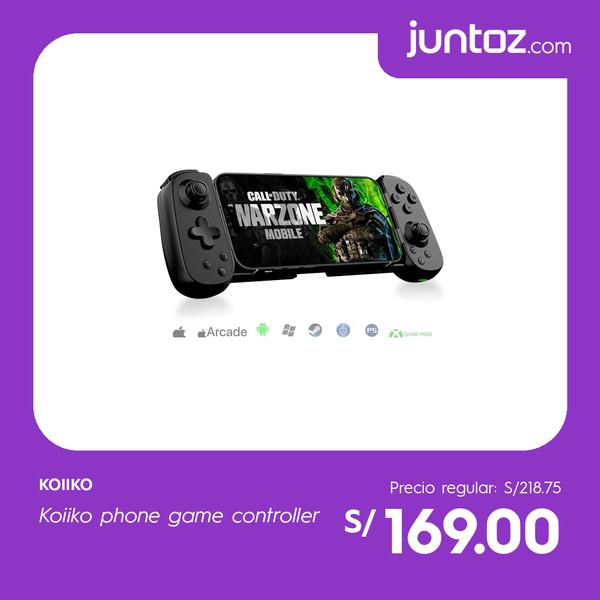 juntoz.com
CALL OF DUTY
WARZONE
MOBILE
Arcade
PS
GAME PASS
KOIIKO
Koiiko phone game controller
Precio regular: S/218.75
S/169.00